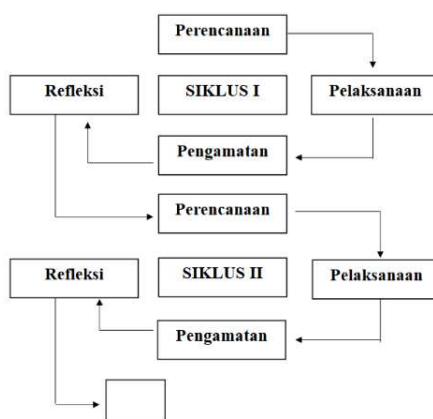 Perencanaan
Refleksi
SIKLUS I
Pelaksanaan
Pengamatan
Perencanaan
Refleksi
SIKLUS II
Pelaksanaan
Pengamatan